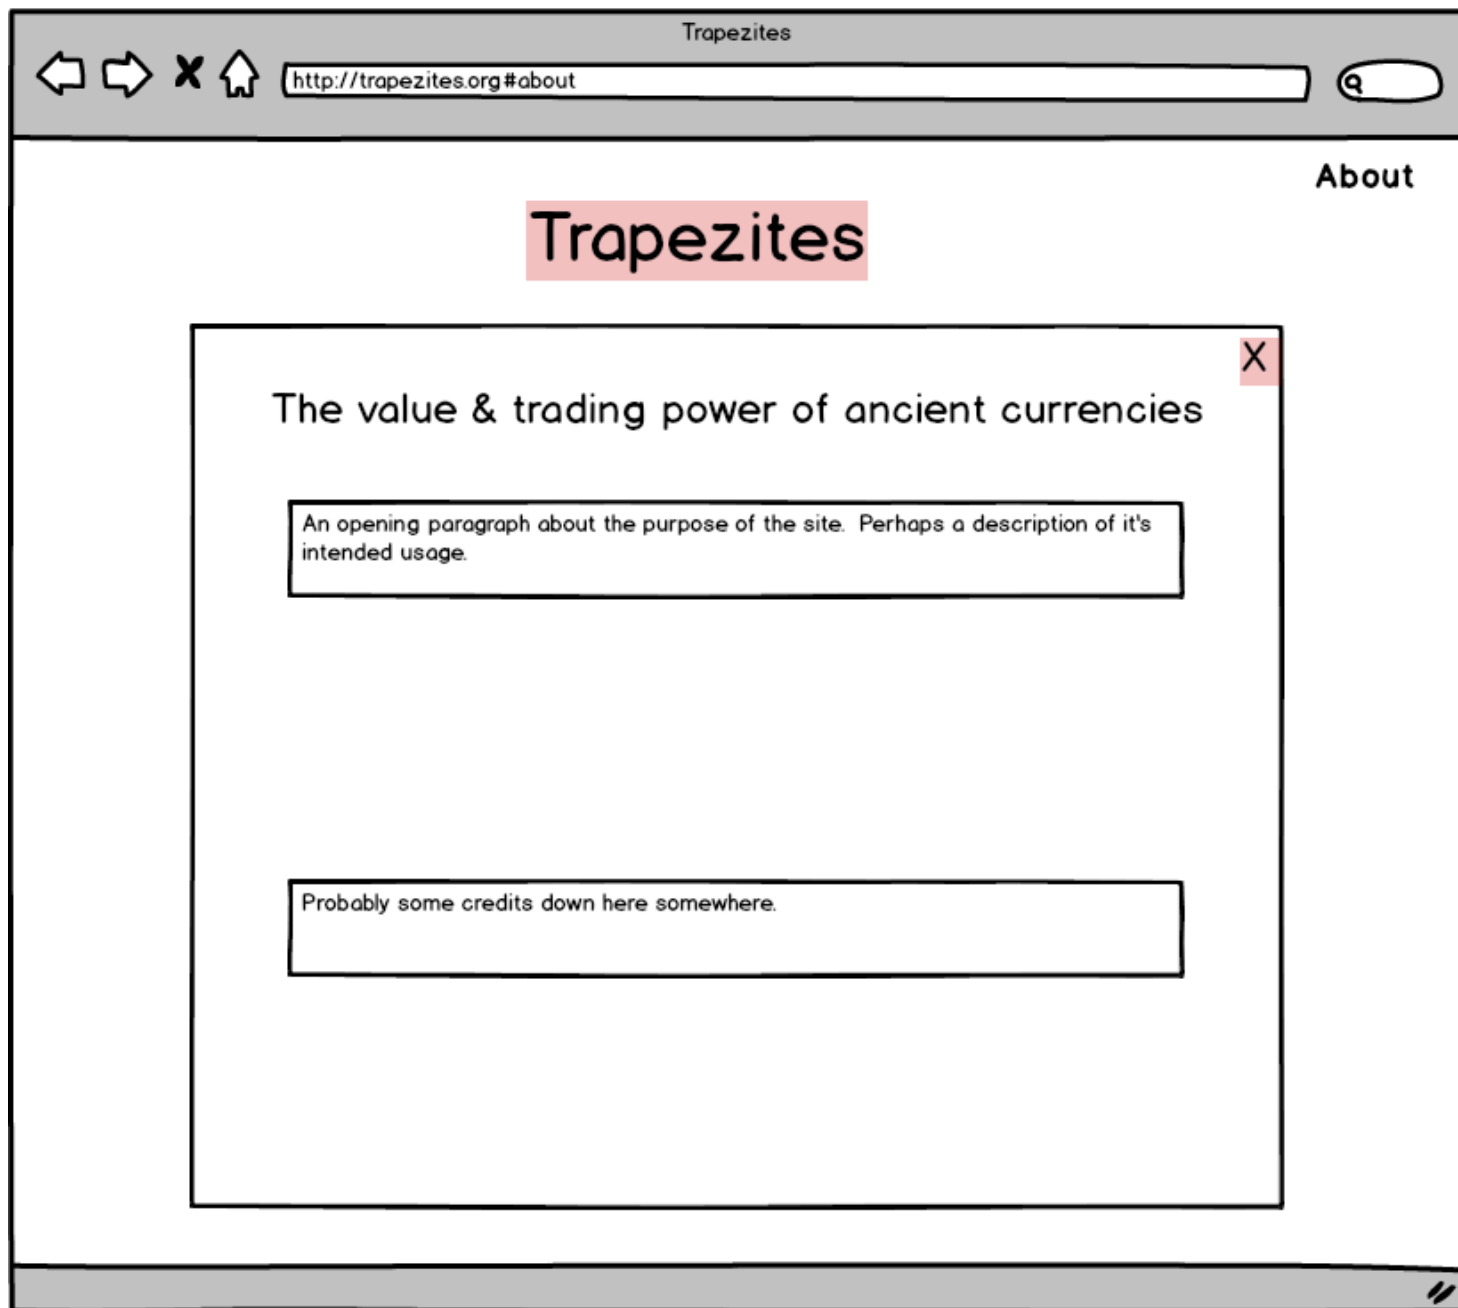 Trapezites
http://trapezites.org#about
About
Trapezites
X
The value & trading power of ancient currencies
An opening paragraph about the purpose of the site.  Perhaps a description of it's
intended usage.
Probably some credits down here somewhere.